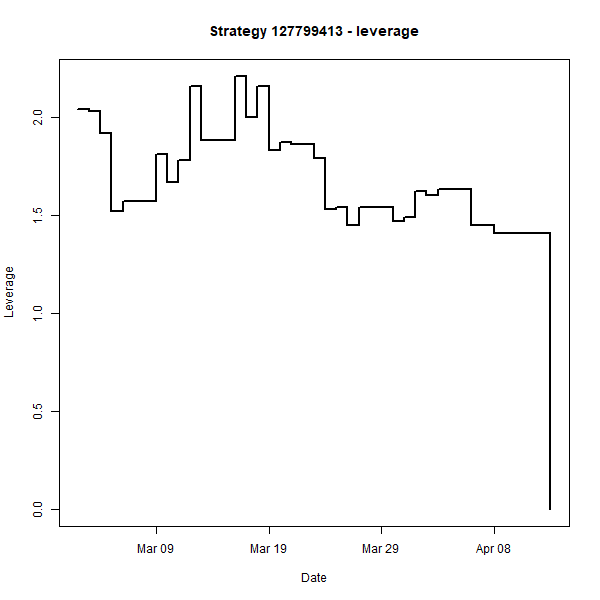 Strategy 127799413 - leverage
Leverage
2.0
1.5
1.0
0.5
0.0
Mar 09
Mar 19
Mar 29
Apr 08
Date